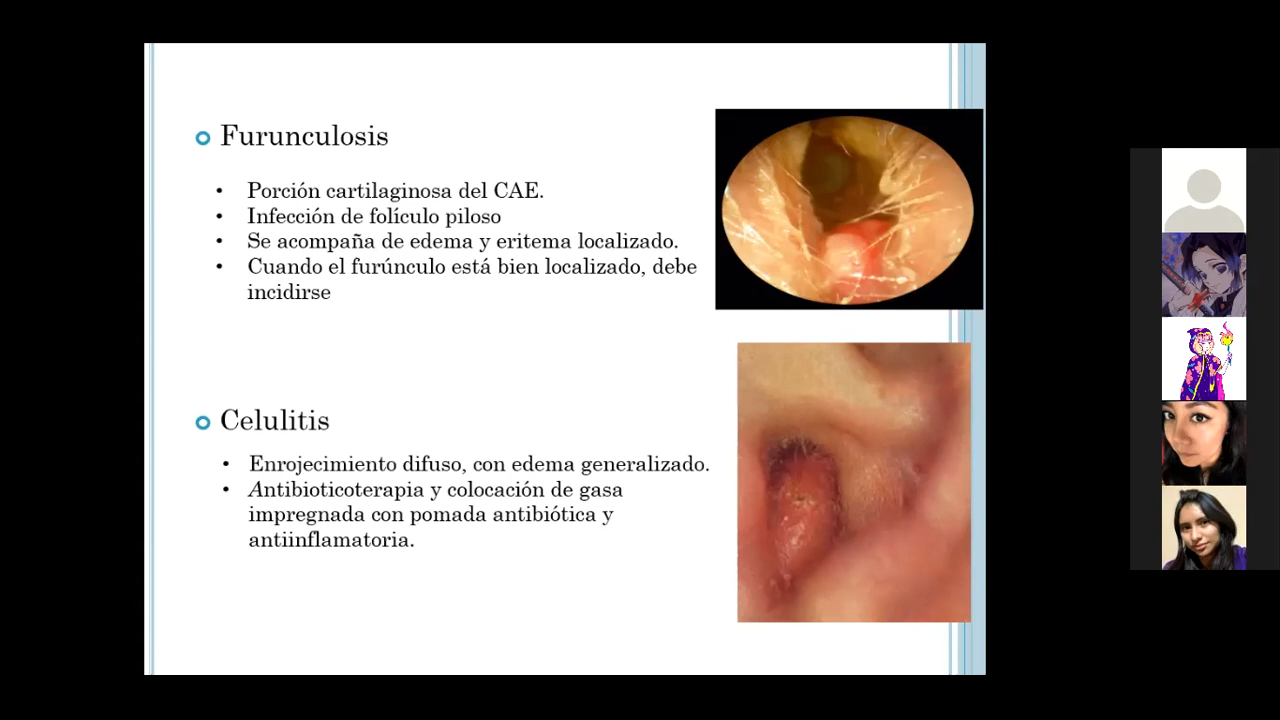 Furunculosis
• Porción cartilaginosa del CAE.
• Infección de folículo piloso
• Se acompaña de edema y eritema localizado.
• Cuando el furúnculo está bien localizado, debe
incidirse
Celulitis
• Enrojecimiento difuso, con edema generalizado.
• Antibioticoterapia y colocación de gasa
impregnada con pomada antibiótica y
antiinflamatoria.